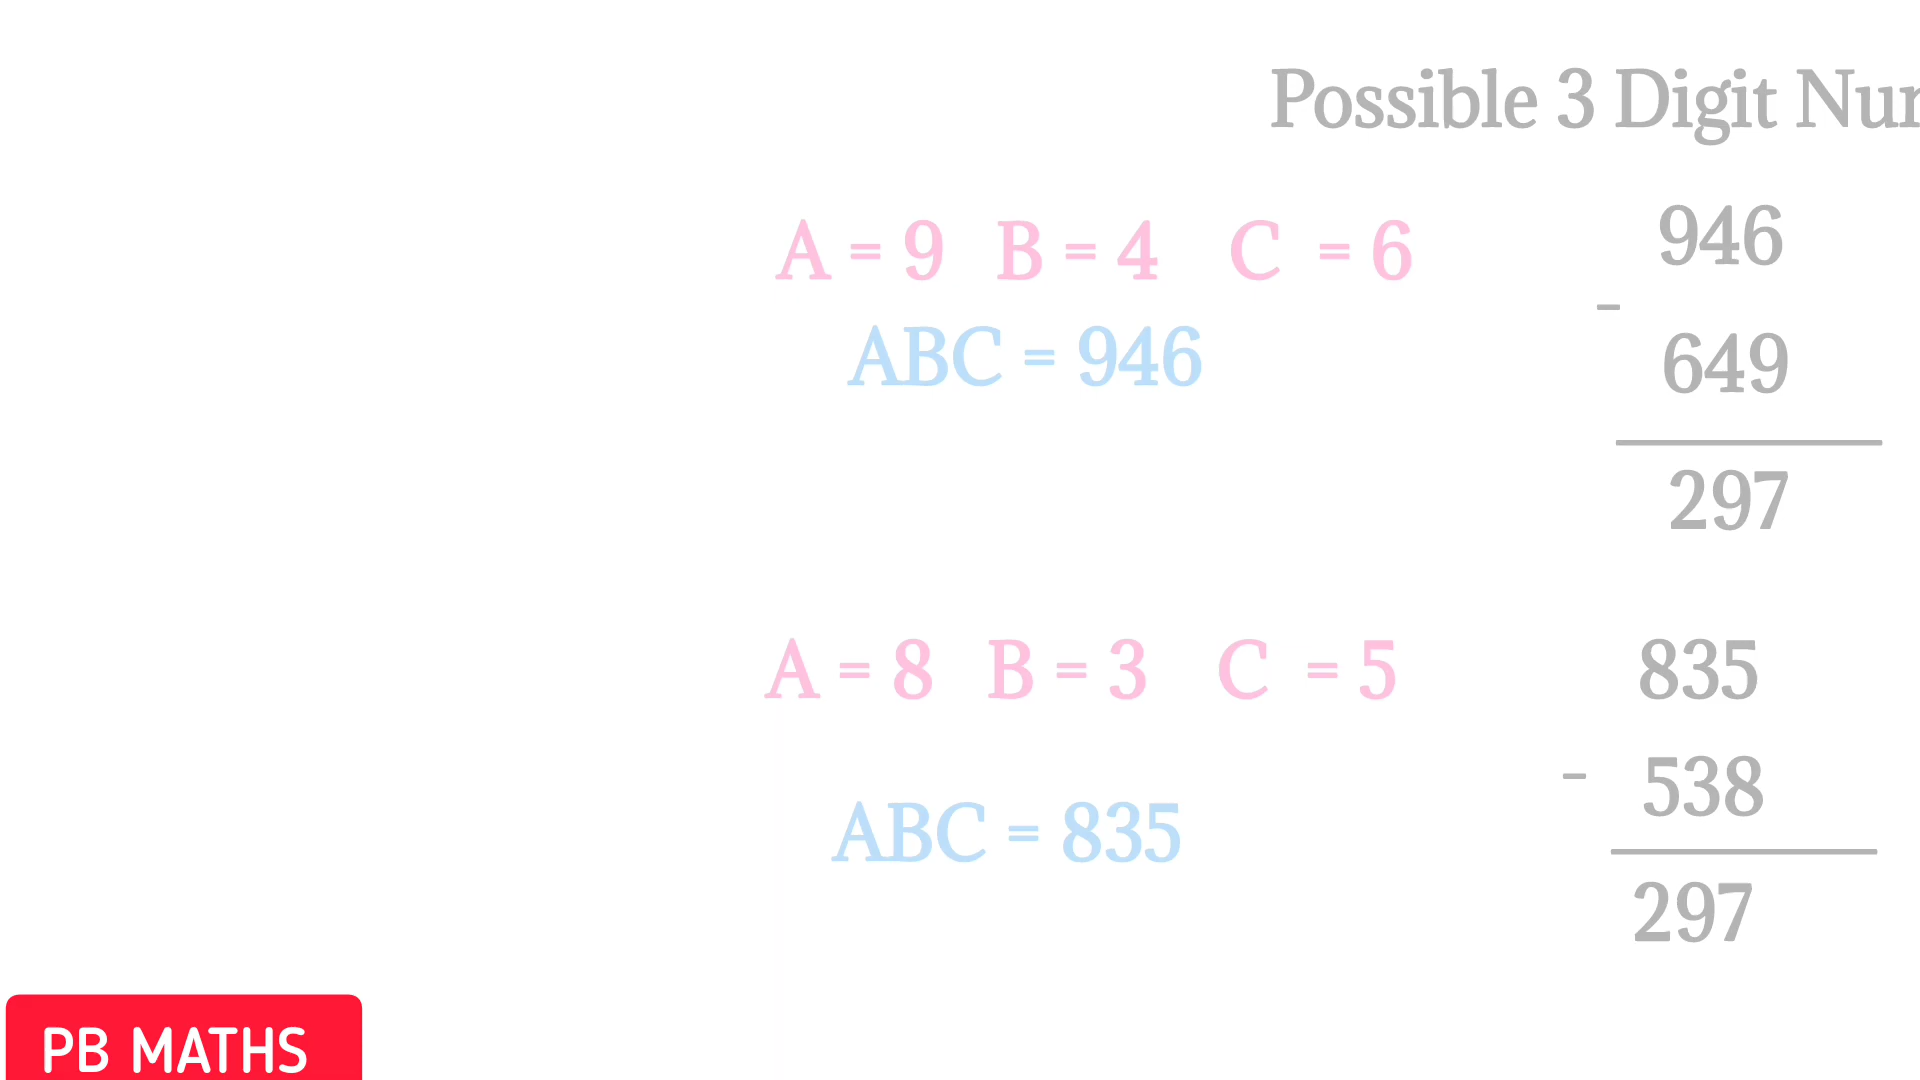 Possible 3 Digit
A = 9 B = 4 C = 6
ABC = 946
946
-
649
297
A = 8 B = 3 C = 5
ABC = 835
835
-
538
297
PB MATHS